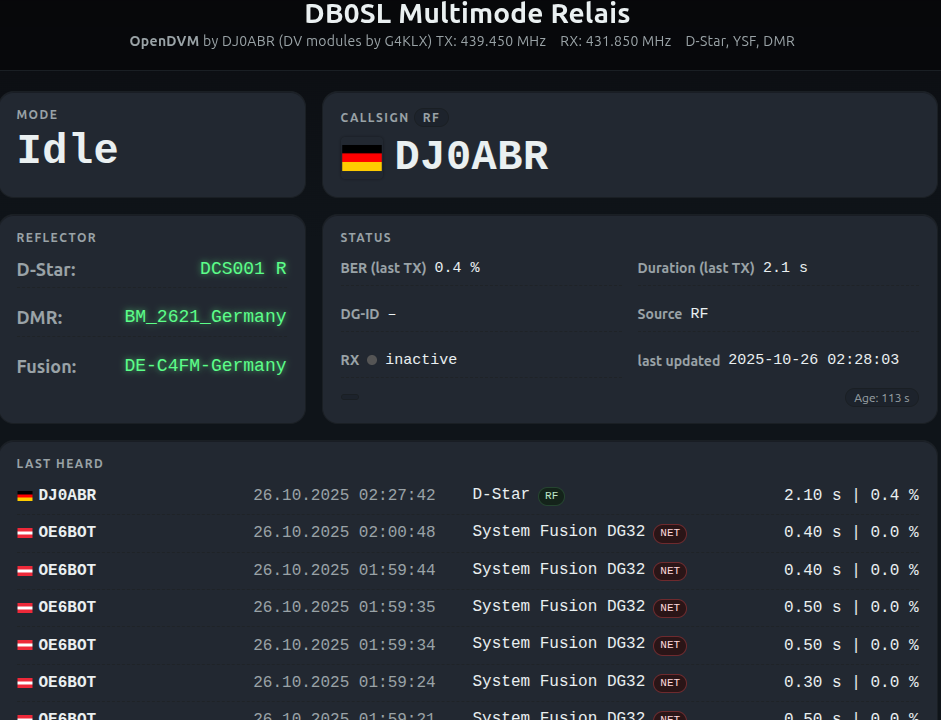 DB0SL Multimode Relais
OpenDVM by DJ0ABR (DV modules by G4KLX) TX: 439.450 MHz RX: 431.850 MHz D-Star, YSF, DMR
MODE
Idle
CALLSIGN RF
DJ0ABR
REFLECTOR
D-Star: DCS001 R
DMR: BM_2621_Germany
Fusion: DE-C4FM-Germany
STATUS
BER (last TX) 0.4 % Duration (last TX) 2.1 s
DG-ID – Source RF
RX inactive last updated 2025-10-26 02:28:03
Age: 113 s
LAST HEARD
DJ0ABR 26.10.2025 02:27:42 D-Star RF 2.10 s | 0.4 %
OE6BOT 26.10.2025 02:00:48 System Fusion DG32 NET 0.40 s | 0.0 %
OE6BOT 26.10.2025 01:59:44 System Fusion DG32 NET 0.40 s | 0.0 %
OE6BOT 26.10.2025 01:59:35 System Fusion DG32 NET 0.50 s | 0.0 %
OE6BOT 26.10.2025 01:59:34 System Fusion DG32 NET 0.50 s | 0.0 %
OE6BOT 26.10.2025 01:59:24 System Fusion DG32 NET 0.30 s | 0.0 %
OE6BOT 26.10.2025 01:59:21 System Fusion DG32 NET 0.50 s | 0.0 %